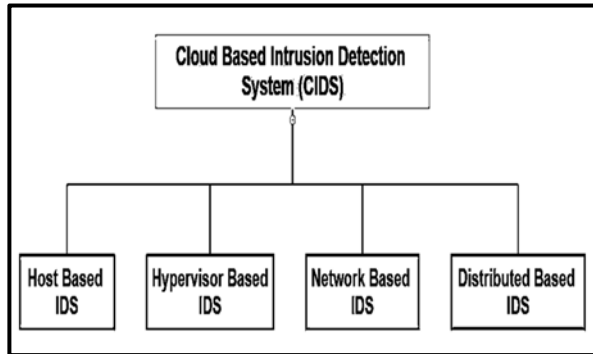 Cloud Based Intrusion Detection
System (CIDS)
Host Based
IDS
Hypervisor Based
IDS
Network Based
IDS
Distributed Based
IDS